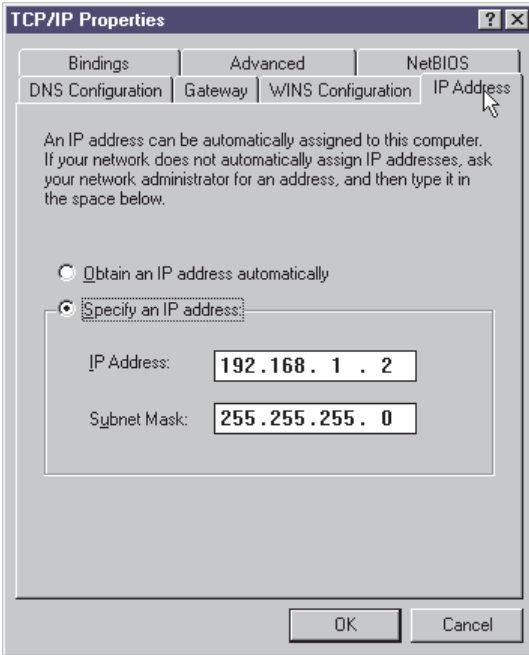 TCP/IP Properties
? X
Bindings Advanced NetBIOS
DNS Configuration Gateway WINS Configuration IP Address
An IP address can be automatically assigned to this computer.
If your network does not automatically assign IP addresses, ask
your network administrator for an address, and then type it in
the space below.
Obtain an IP address automatically
Specify an IP address:
IP Address: 192.168. 1 . 2
Subnet Mask: 255.255.255. 0
OK Cancel